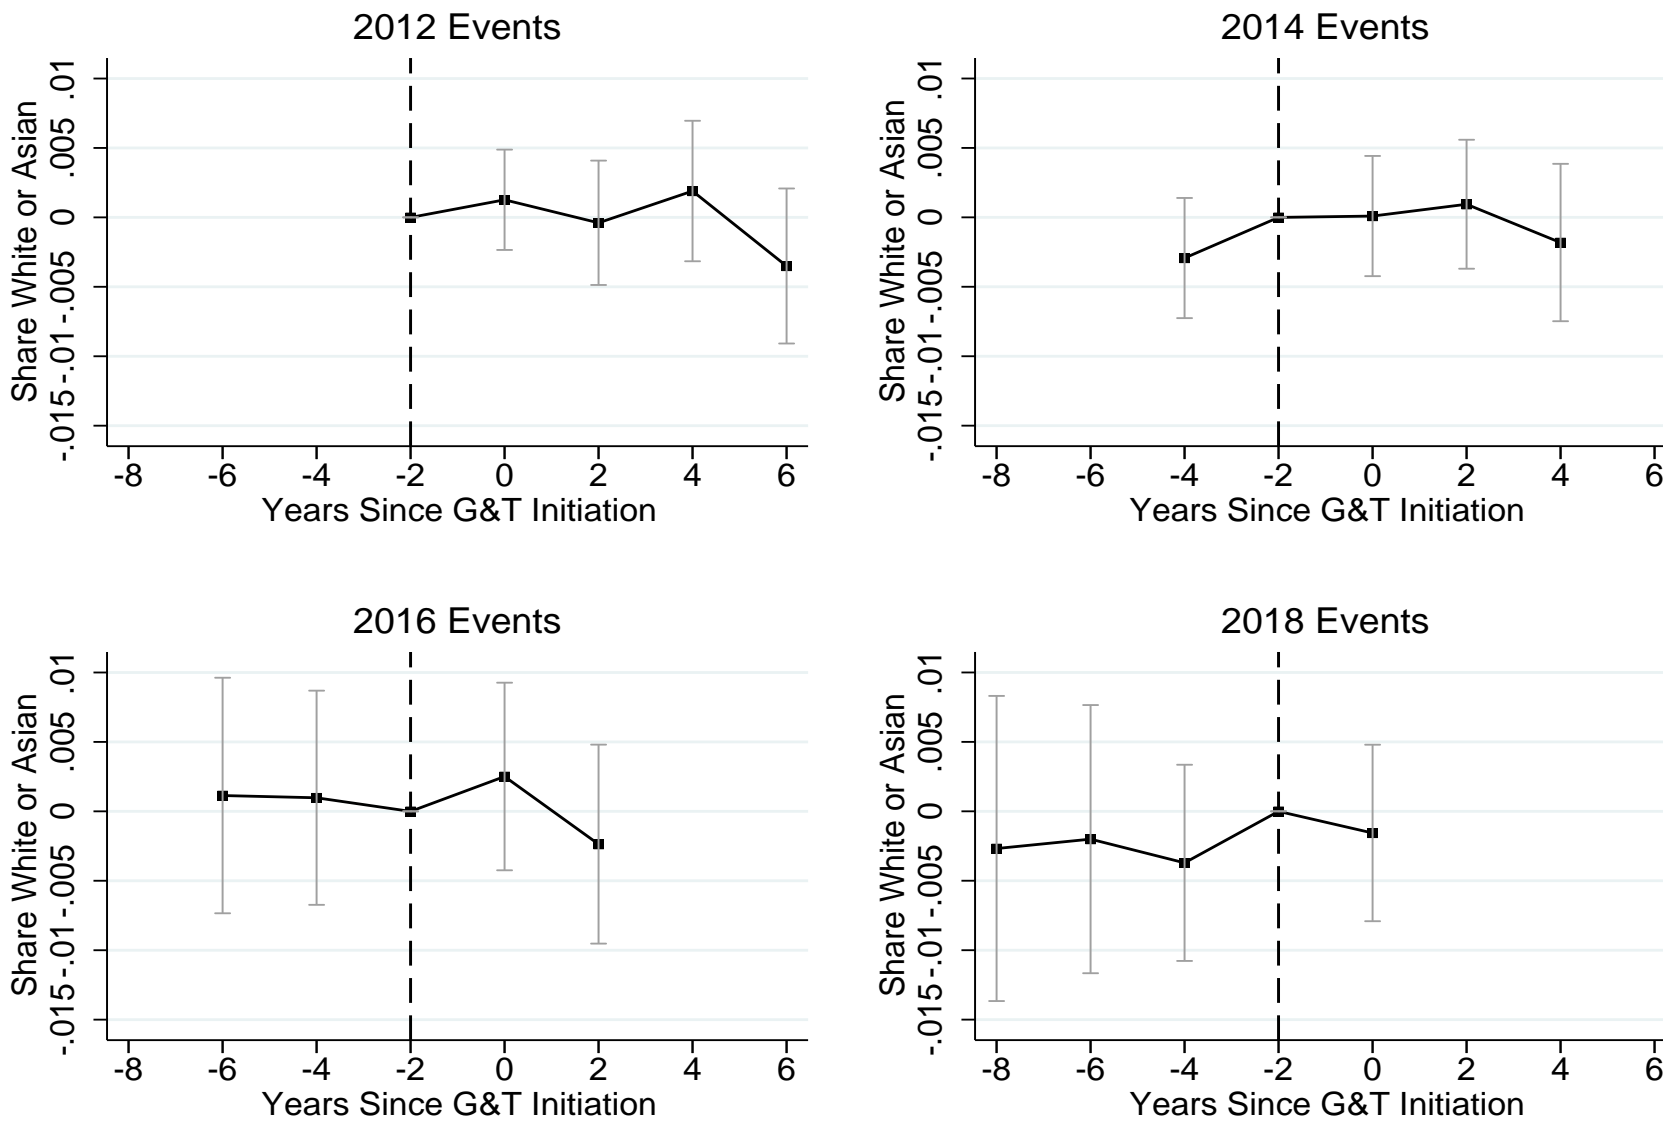 2012 Events
Share White or Asian
.01
.005
0
-.005
-.01
-.015
-8 -6 -4 -2 0 2 4 6
Years Since G&T Initiation
2014 Events
Share White or Asian
.01
.005
0
-.005
-.01
-.015
-8 -6 -4 -2 0 2 4 6
Years Since G&T Initiation
2016 Events
Share White or Asian
.01
.005
0
-.005
-.01
-.015
-8 -6 -4 -2 0 2 4 6
Years Since G&T Initiation
2018 Events
Share White or Asian
.01
.005
0
-.005
-.01
-.015
-8 -6 -4 -2 0 2 4 6
Years Since G&T Initiation